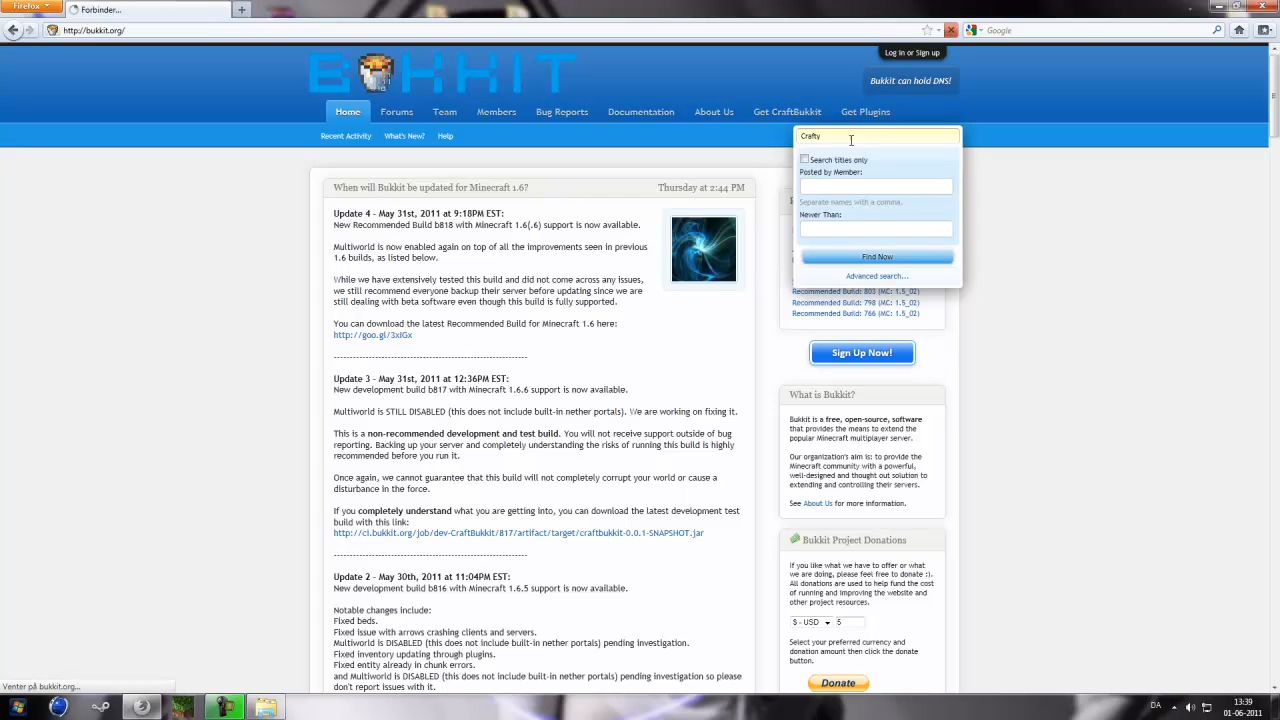 Firefox
Forbinder...
http://bukkit.org/
Google
Log in or Sign up
BUKKIT
Bukkit can hold DNS!
Home
Forums
Team
Members
Bug Reports
Documentation
About Us
Get CraftBukkit
Get Plugins
Recent Activity
What's New?
Help
Crafty
Search titles only
Posted by Member:
Separate names with a comma.
Newer Than:
Find Now
Advanced search...
When will Bukkit be updated for Minecraft 1.6?
Thursday at 2:44 PM
Update 4 - May 31st, 2011 at 9:18PM EST:
New Recommended Build b818 with Minecraft 1.6(.6) support is now available.
Multiworld is now enabled again on top of all the improvements seen in previous
1.6 builds, as listed below.
While we have extensively tested this build and did not come across any issues,
we still recommend everyone backup their server before updating since we are
still dealing with beta software even though this build is fully supported.
You can download the latest Recommended Build for Minecraft 1.6 here:
http://goo.gl/3xIGx
--------------------------------------------------------
Update 3 - May 31st, 2011 at 12:36PM EST:
New development build b817 with Minecraft 1.6.6 support is now available.
Multiworld is STILL DISABLED (this does not include built-in nether portals). We are working on fixing it.
This is a non-recommended development and test build. You will not receive support outside of bug
reporting. Backing up your server and completely understanding the risks of running this build is highly
recommended before you run it.
Once again, we cannot guarantee that this build will not completely corrupt your world or cause a
disturbance in the force.
If you completely understand what you are getting into, you can download the latest development test
build with this link:
http://ci.bukkit.org/job/dev-CraftBukkit/817/artifact/target/craftbukkit-0.0.1-SNAPSHOT.jar
--------------------------------------------------------
Update 2 - May 30th, 2011 at 11:04PM EST:
New development build b816 with Minecraft 1.6.5 support is now available.
Notable changes include:
Fixed beds.
Fixed issue with arrows crashing clients and servers.
Multiworld is DISABLED (this does not include built-in nether portals) pending investigation.
Fixed inventory updating through plugins.
Fixed entity already in chunk errors.
and Multiworld is DISABLED (this does not include built-in nether portals) pending investigation so please
don't report issues with it.
Recommended Build: 803 (MC: 1.5_02)
Recommended Build: 798 (MC: 1.5_02)
Recommended Build: 766 (MC: 1.5_02)
Sign Up Now!
What is Bukkit?
Bukkit is a free, open-source, software
that provides the means to extend the
popular Minecraft multiplayer server.
Our organization's aim is: to provide the
Minecraft community with a powerful,
well-designed and thought out solution to
extending and controlling their servers.
See About Us for more information.
Bukkit Project Donations
If you like what we have to offer or what
we are doing, please feel free to donate :).
All donations are used to help fund the cost
of running and improving the website and
other project resources.
$ - USD
5
Select your preferred currency and
donation amount then click the donate
button.
Donate
Venter på bukkit.org...
DA
13:39
01-06-2011